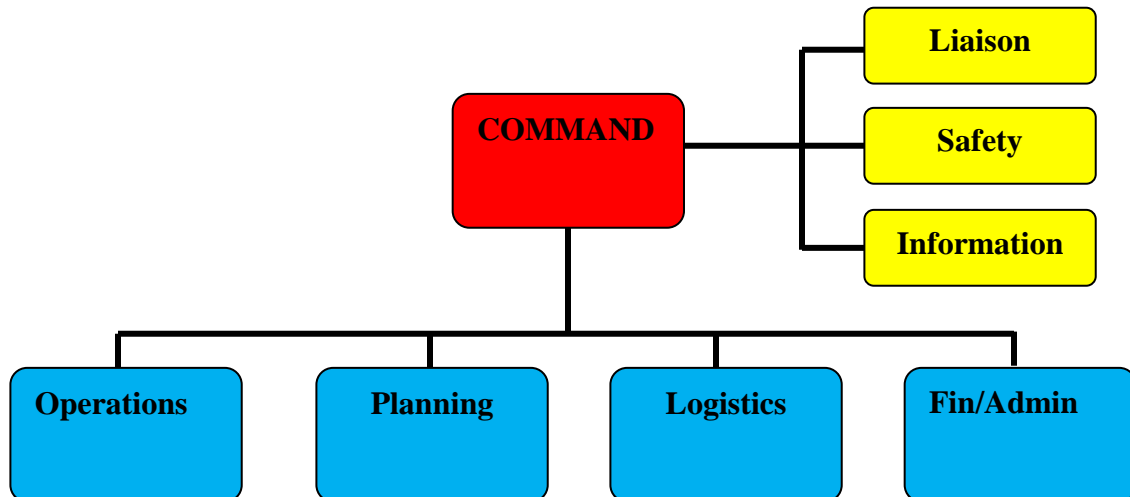 Liaison
COMMAND
Safety
Information
Operations
Planning
Logistics
Fin/Admin